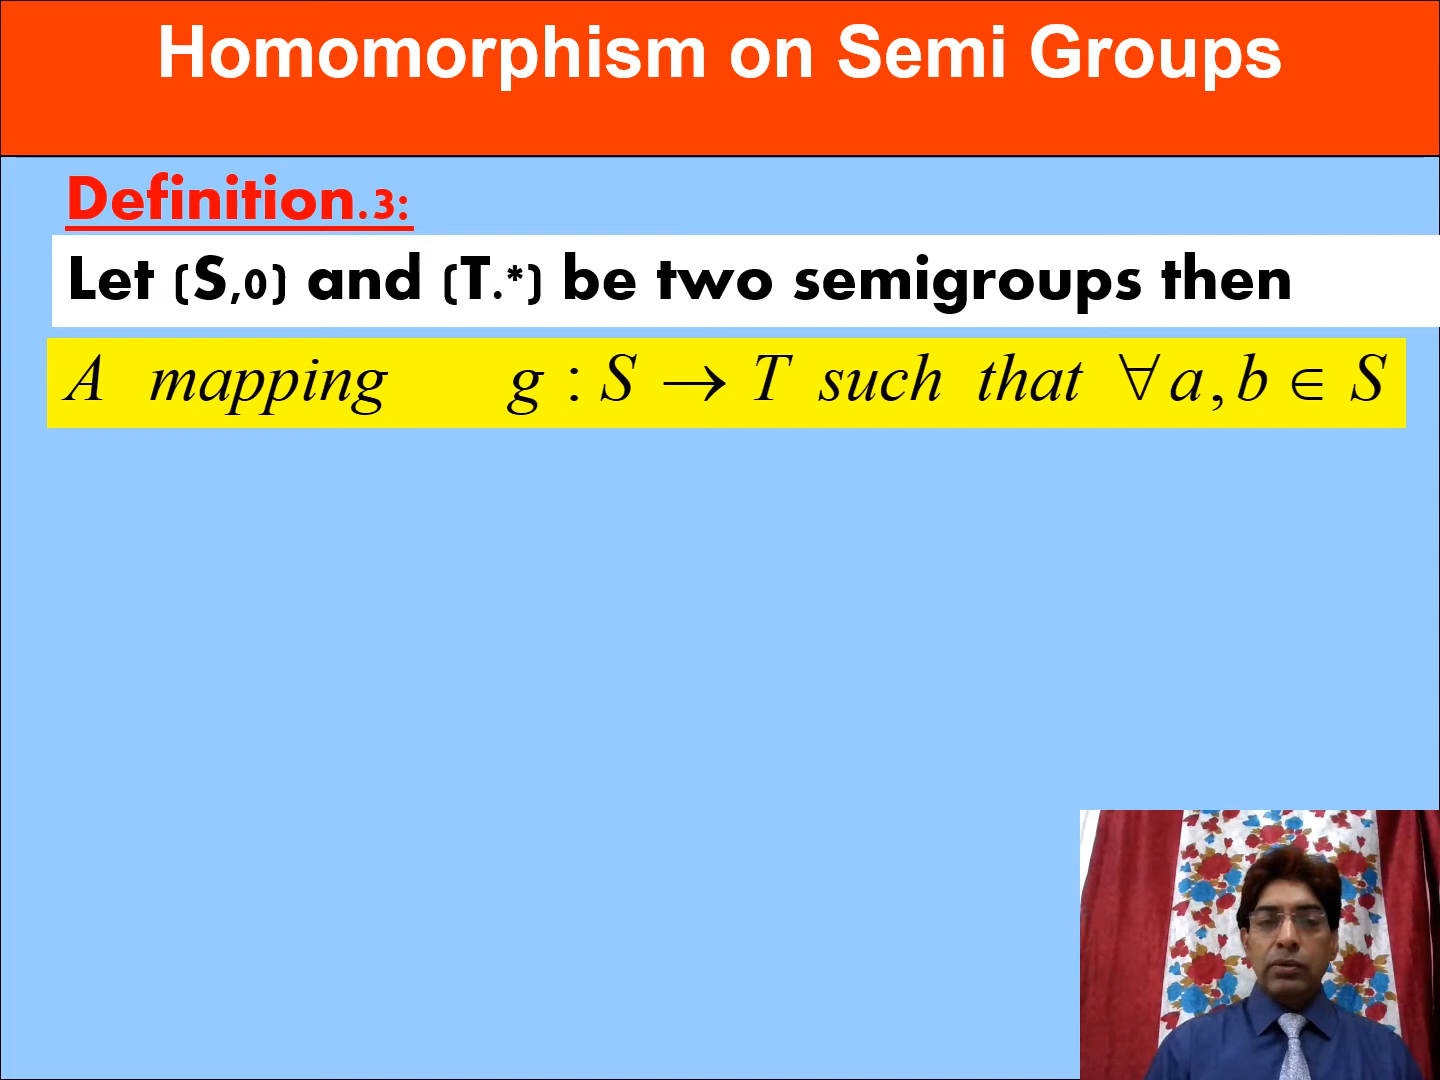 Homomorphism on Semi Groups
Definition.3:
Let (S,0) and (T.*) be two semigroups then
A mapping g : S → T such that ∀ a , b ∈ S